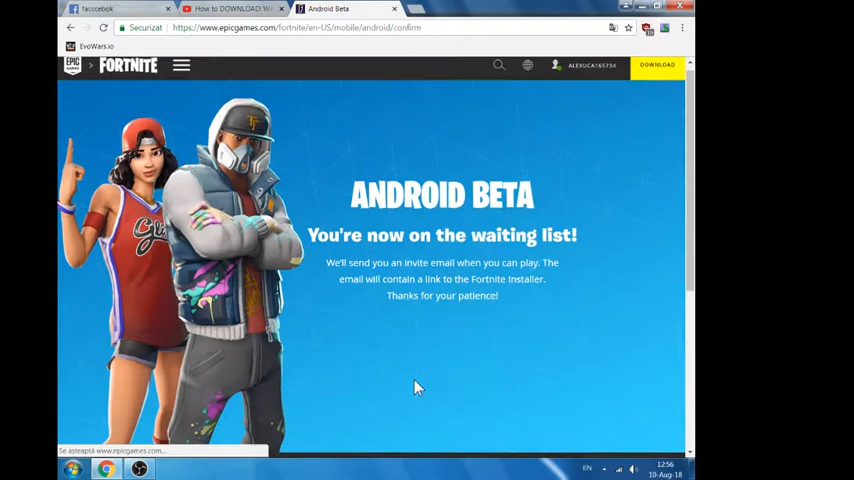 facccebok
How to DOWNLOAD: W
Android Beta
Securizat
https://www.epicgames.com/fortnite/en-US/mobile/android/confirm
EvoWars.io
EPIC GAMES
FORTNITE
ALEXUCA165734
DOWNLOAD
ANDROID BETA
You're now on the waiting list!
We'll send you an invite email when you can play. The
email will contain a link to the Fortnite Installer.
Thanks for your patience!
Se așteaptă www.epicgames.com...
EN
12:56
10-Aug-18